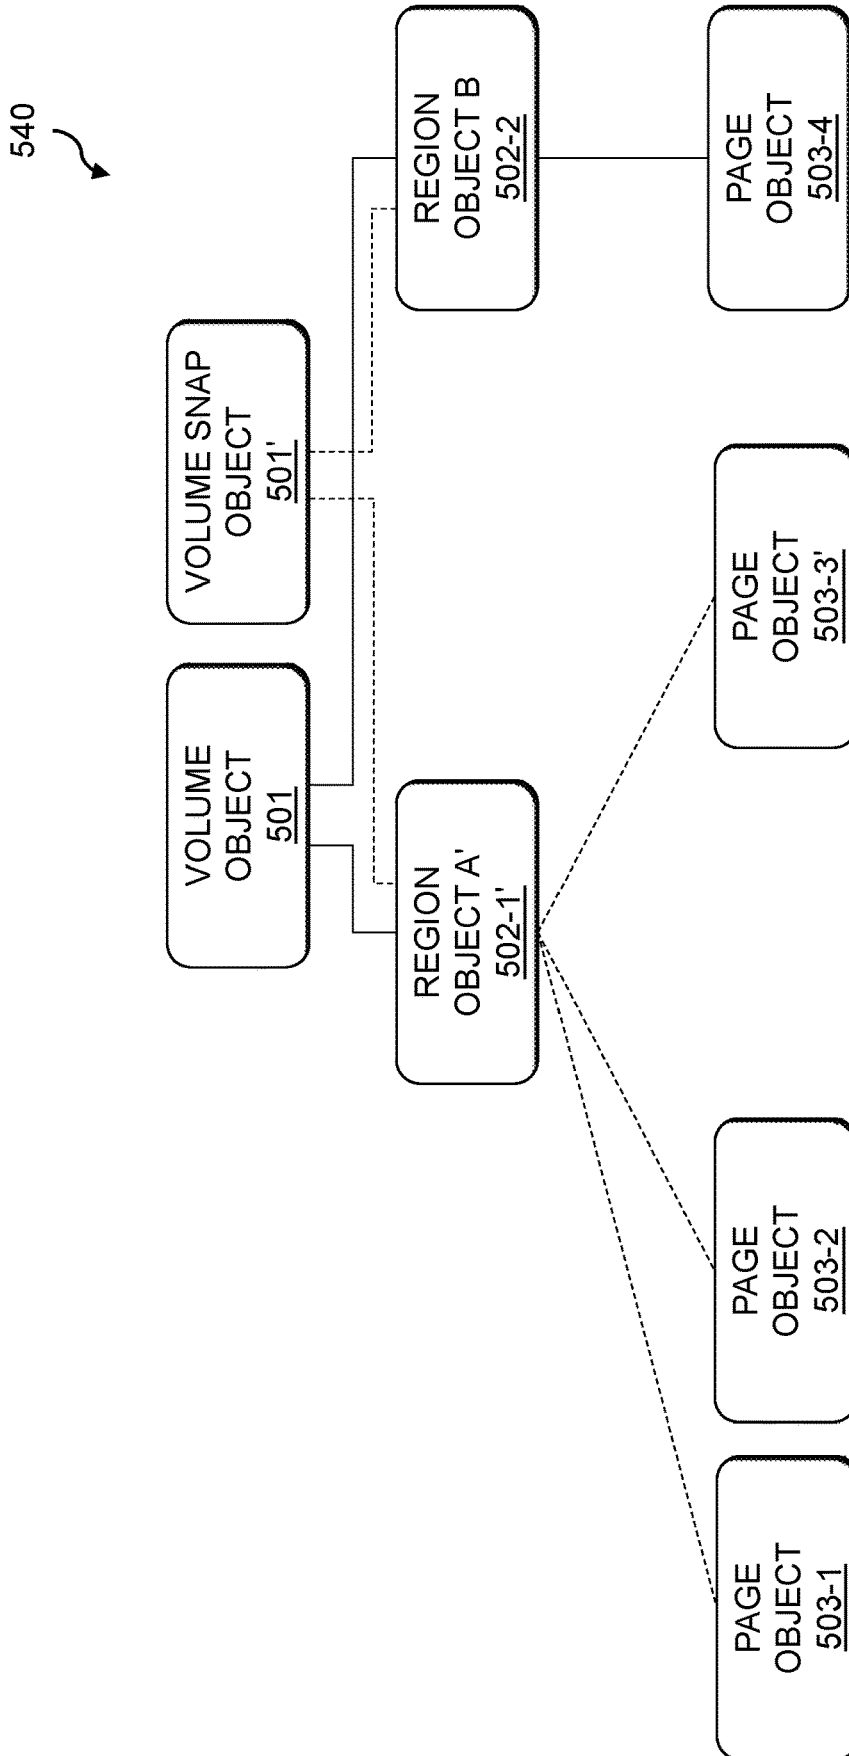 540
VOLUME
OBJECT
501
VOLUME SNAP
OBJECT
501'
REGION
OBJECT A'
502-1'
REGION
OBJECT B
502-2
PAGE
OBJECT
503-1
PAGE
OBJECT
503-2
PAGE
OBJECT
503-3'
PAGE
OBJECT
503-4